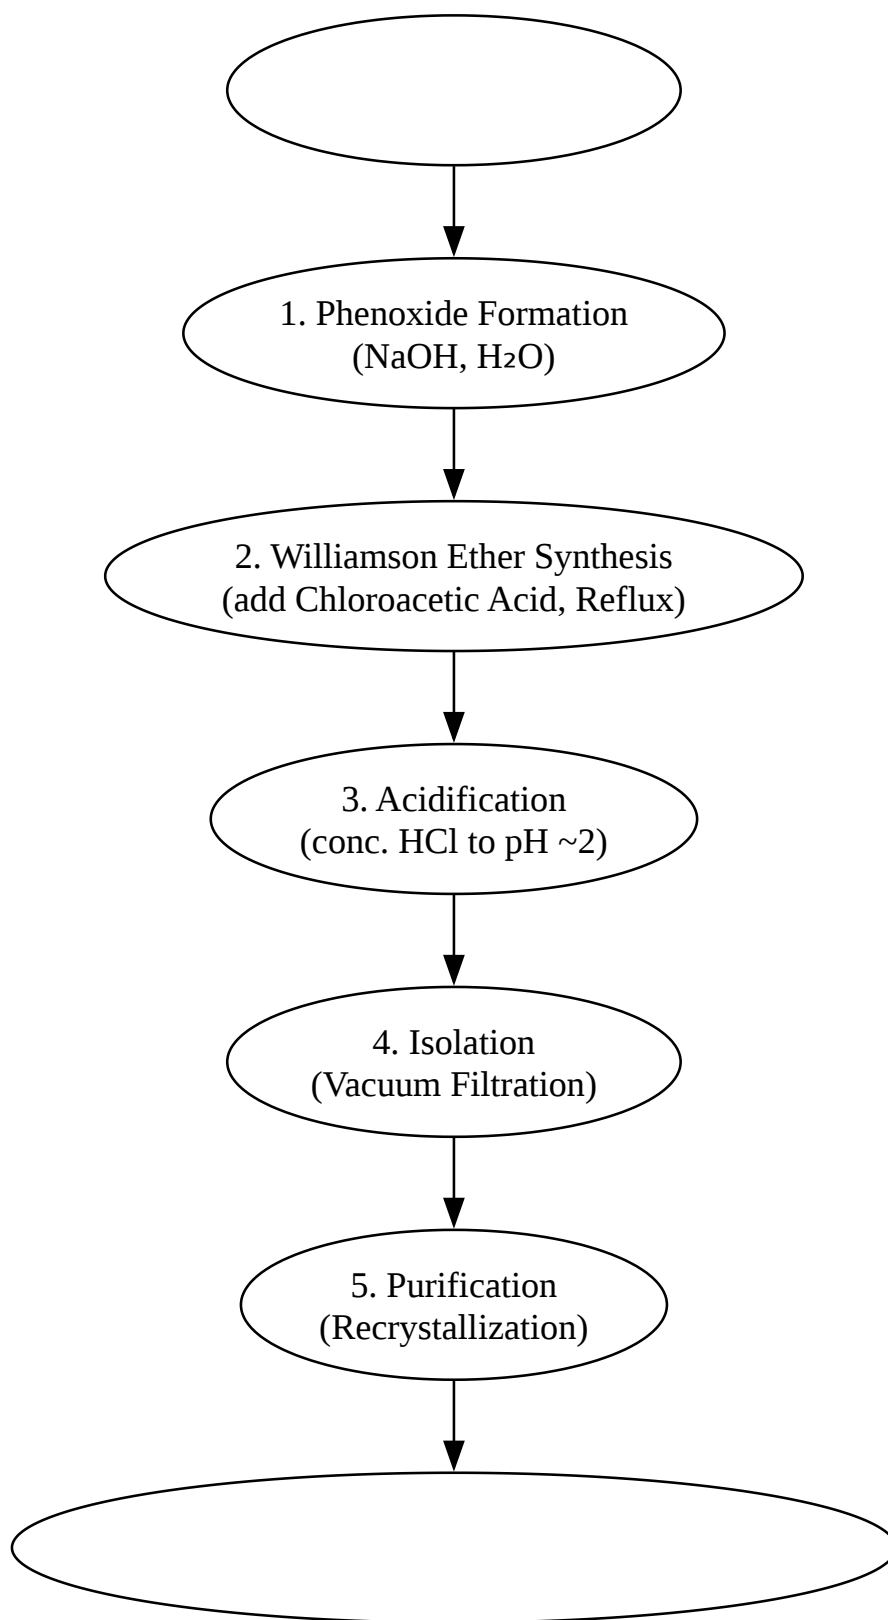 1. Phenoxide Formation
(NaOH, H₂O)
2. Williamson Ether Synthesis
(add Chloroacetic Acid, Reflux)
3. Acidification
(conc. HCl to pH ~2)
4. Isolation
(Vacuum Filtration)
5. Purification
(Recrystallization)